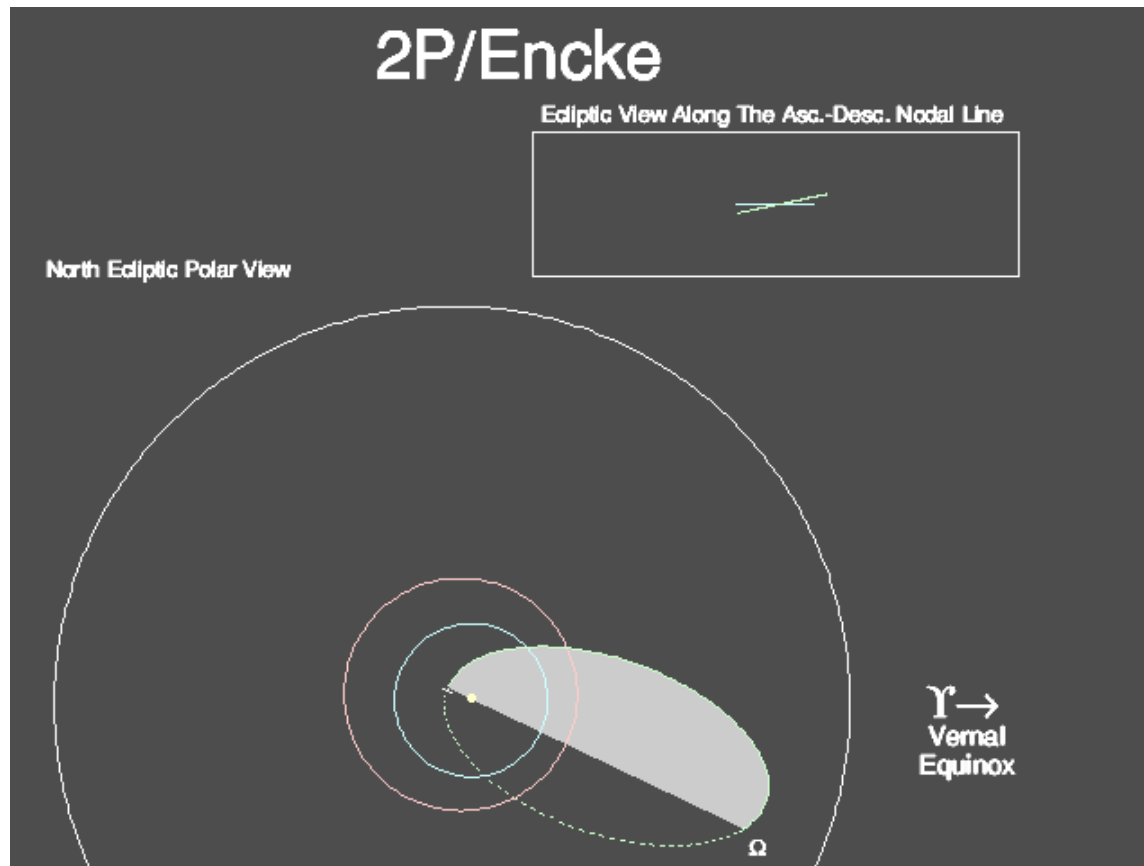 2P/Encke
Ecliptic View Along The Asc.-Desc. Nodal Line
North Ecliptic Polar View
♈→
Vernal
Equinox
Ω